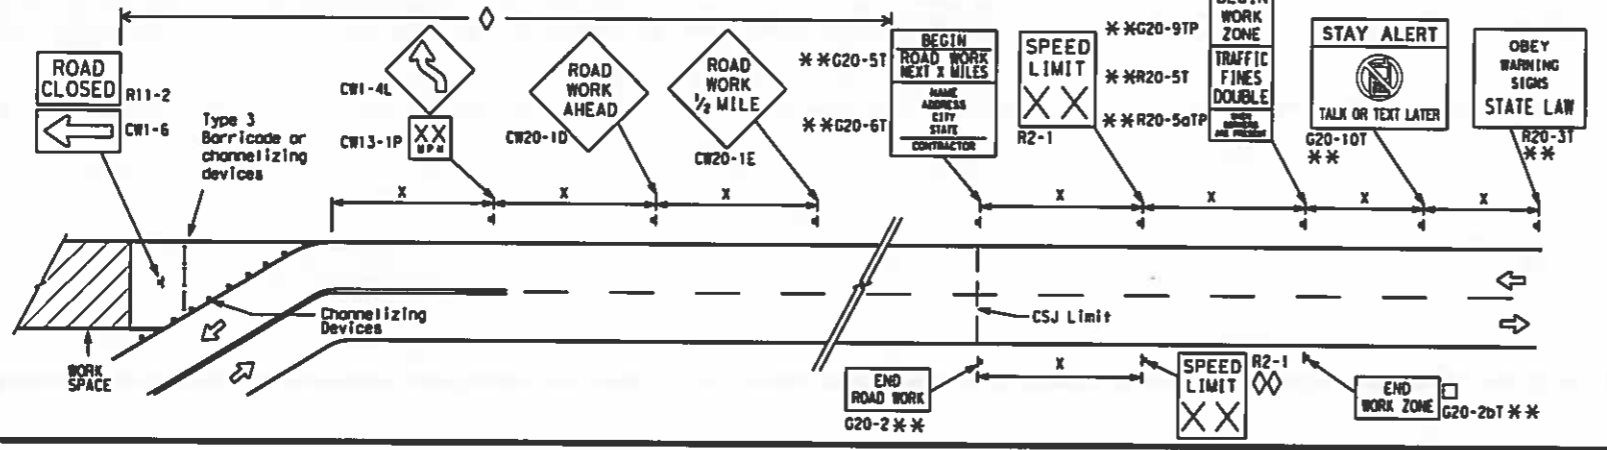 ROAD
CLOSED
R11-2
CW1-6
Type 3
Barricade or
channelizing
devices
CW1-4L
XX
MPH
CW13-1P
ROAD
WORK
AHEAD
CW20-1D
ROAD
WORK
½ MILE
CW20-1E
BEGIN
ROAD WORK
NEXT X MILES
**G20-5T
NAME
ADDRESS
CITY
STATE
CONTRACTOR
**G20-6T
SPEED
LIMIT
XX
R2-1
BEGIN
WORK
ZONE
**G20-9TP
TRAFFIC
FINES
DOUBLE
**R20-5T
WHEN
WORKERS
ARE PRESENT
**R20-5aTP
STAY ALERT
TALK OR TEXT LATER
G20-10T
**
OBEY
WARNING
SIGNS
STATE LAW
R20-3T
**
X X X X X X X
Channelizing
Devices
WORK
SPACE
CSJ Limit
X
END
ROAD WORK
G20-2 **
SPEED
LIMIT
XX
R2-1
END
WORK ZONE
G20-2bT **